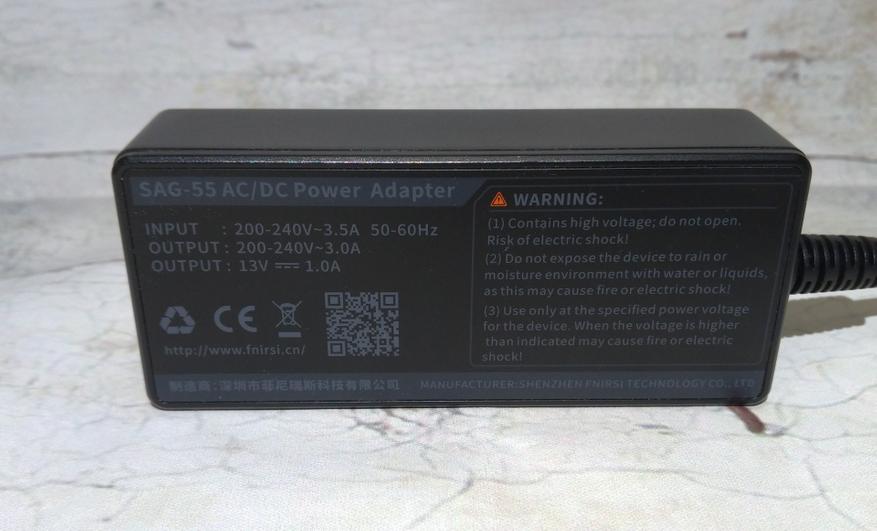 SAG-55 AC/DC Power Adapter
INPUT : 200-240V~3.5A 50-60Hz
OUTPUT : 200-240V~3.0A
OUTPUT : 13V ⎓ 1.0A
CE
http://www.fnirsi.cn/
WARNING:
(1) Contains high voltage; do not open.
Risk of electric shock!
(2) Do not expose the device to rain or
moisture environment with water or liquids,
as this may cause fire or electric shock!
(3) Use only at the specified power voltage
for the device. When the voltage is higher
than indicated may cause fire or electric
shock!
制造商:深圳市菲尼瑞斯科技有限公司
MANUFACTURER:SHENZHEN FNIRSI TECHNOLOGY CO., LTD